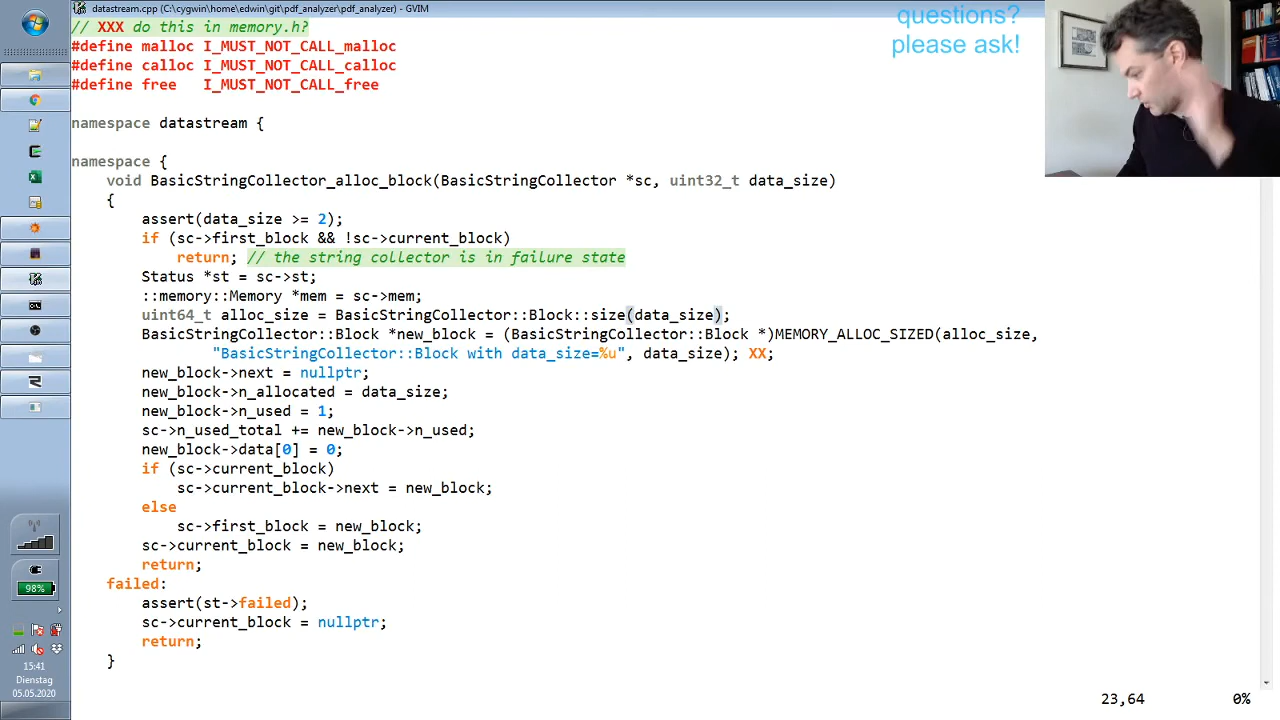 datastream.cpp (C:\cygwin\home\edwin\git\pdf_analyzer\pdf_analyzer) - GVIM
questions?
please ask!
// XXX do this in memory.h?
#define malloc I_MUST_NOT_CALL_malloc
#define calloc I_MUST_NOT_CALL_calloc
#define free   I_MUST_NOT_CALL_free
namespace datastream {
namespace {
    void BasicStringCollector_alloc_block(BasicStringCollector *sc, uint32_t data_size)
    {
        assert(data_size >= 2);
        if (sc->first_block && !sc->current_block)
            return; // the string collector is in failure state
        Status *st = sc->st;
        ::memory::Memory *mem = sc->mem;
        uint64_t alloc_size = BasicStringCollector::Block::size(data_size);
        BasicStringCollector::Block *new_block = (BasicStringCollector::Block *)MEMORY_ALLOC_SIZED(alloc_size,
                "BasicStringCollector::Block with data_size=%u", data_size); XX;
        new_block->next = nullptr;
        new_block->n_allocated = data_size;
        new_block->n_used = 1;
        sc->n_used_total += new_block->n_used;
        new_block->data[0] = 0;
        if (sc->current_block)
            sc->current_block->next = new_block;
        else
            sc->first_block = new_block;
        sc->current_block = new_block;
        return;
    failed:
        assert(st->failed);
        sc->current_block = nullptr;
        return;
    }
98%
15:41
Dienstag
05.05.2020
23,64
0%